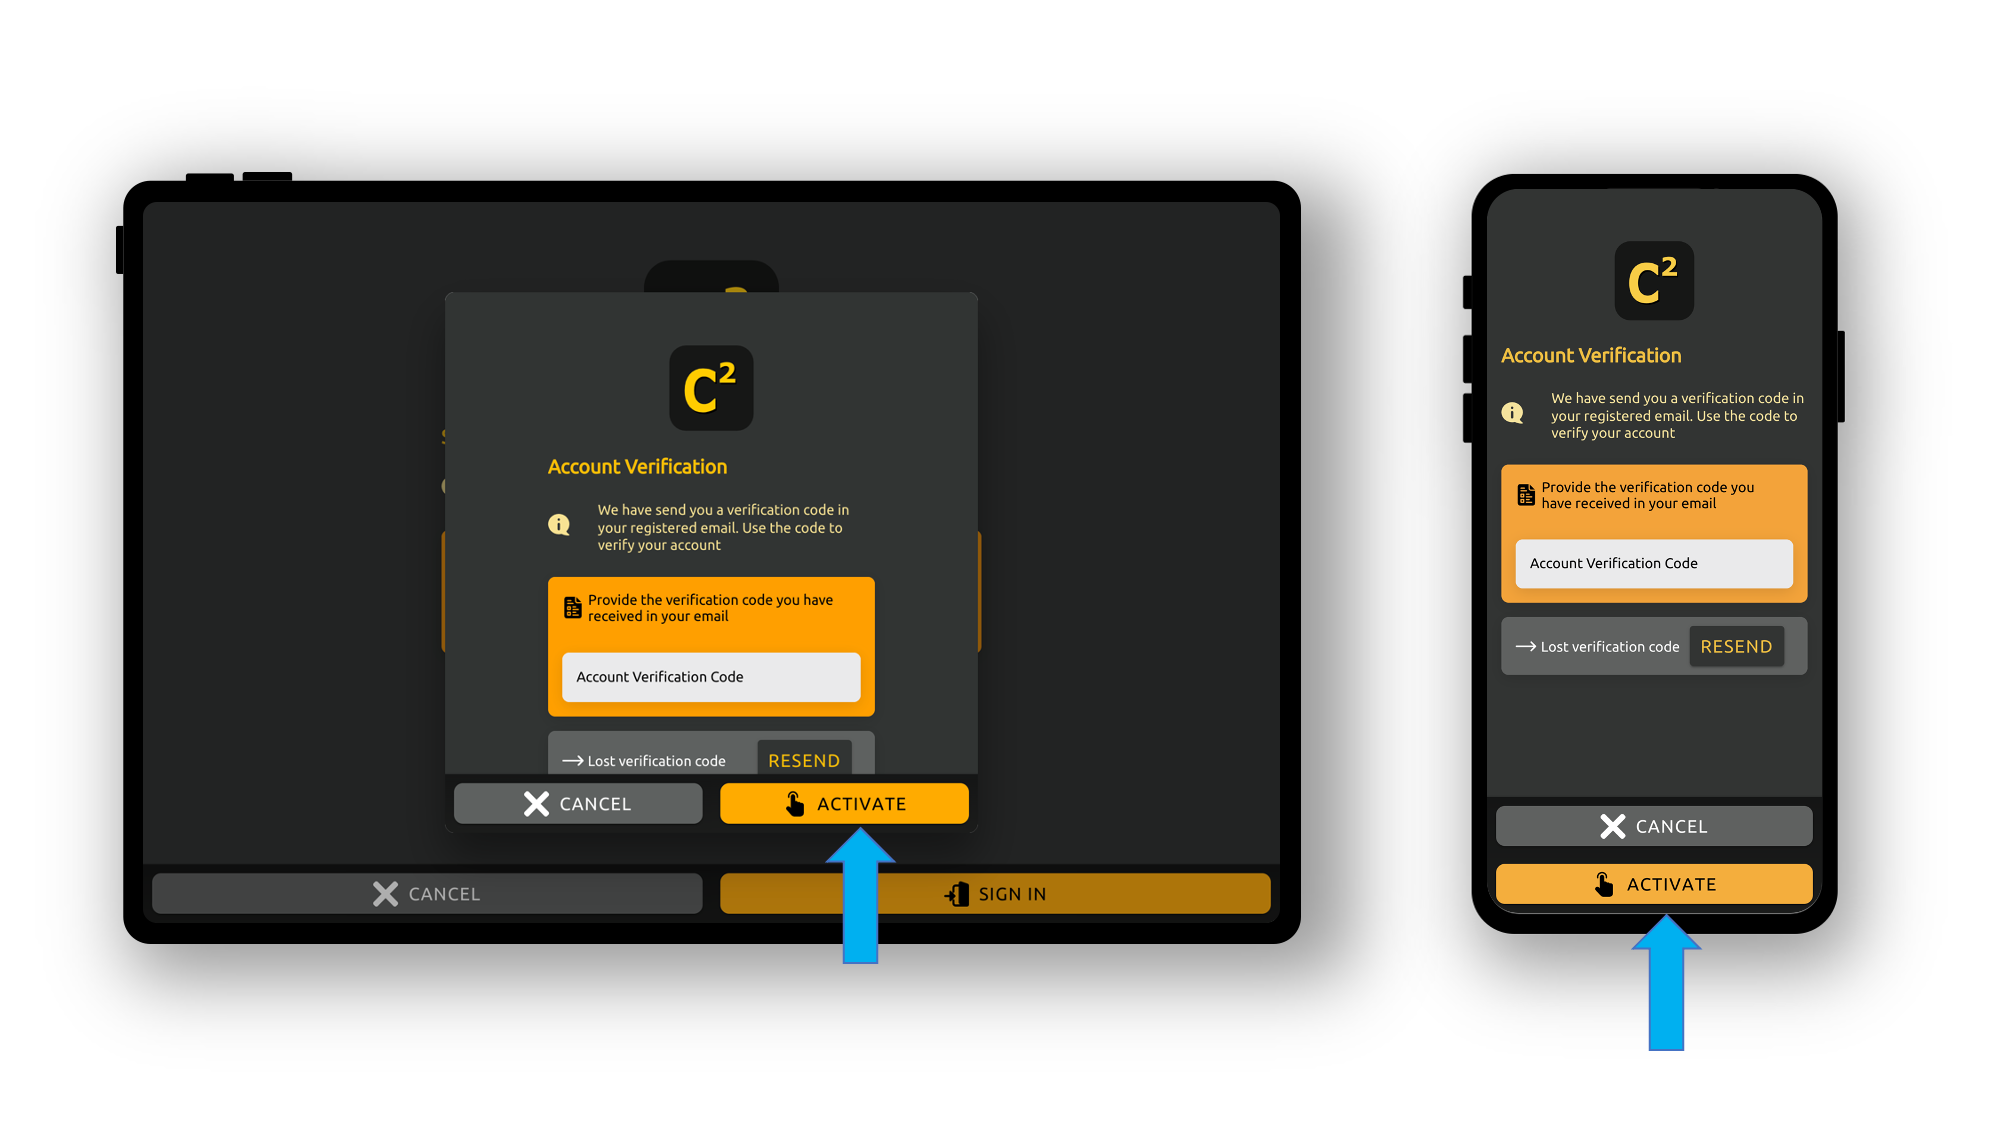 C²
Account Verification
We have send you a verification code in
your registered email. Use the code to
verify your account
Provide the verification code you have
received in your email
Account Verification Code
Lost verification code RESEND
CANCEL ACTIVATE
CANCEL SIGN IN
C²
Account Verification
We have send you a verification code in
your registered email. Use the code to
verify your account
Provide the verification code you
have received in your email
Account Verification Code
Lost verification code RESEND
CANCEL
ACTIVATE